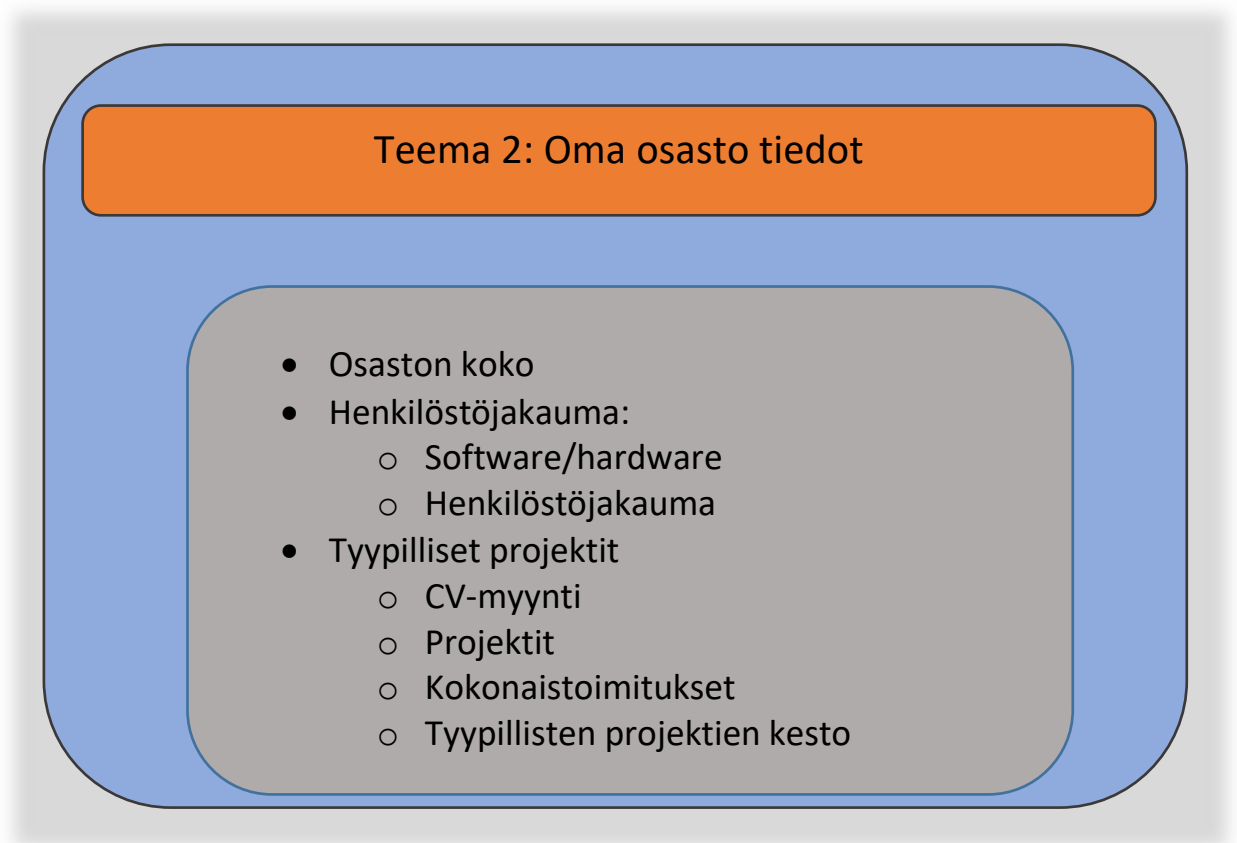 Teema 2: Oma osasto tiedot
• Osaston koko
• Henkilöstöjakauma:
o Software/hardware
o Henkilöstöjakauma
• Tyypilliset projektit
o CV-myynti
o Projektit
o Kokonaistoimitukset
o Tyypillisten projektien kesto